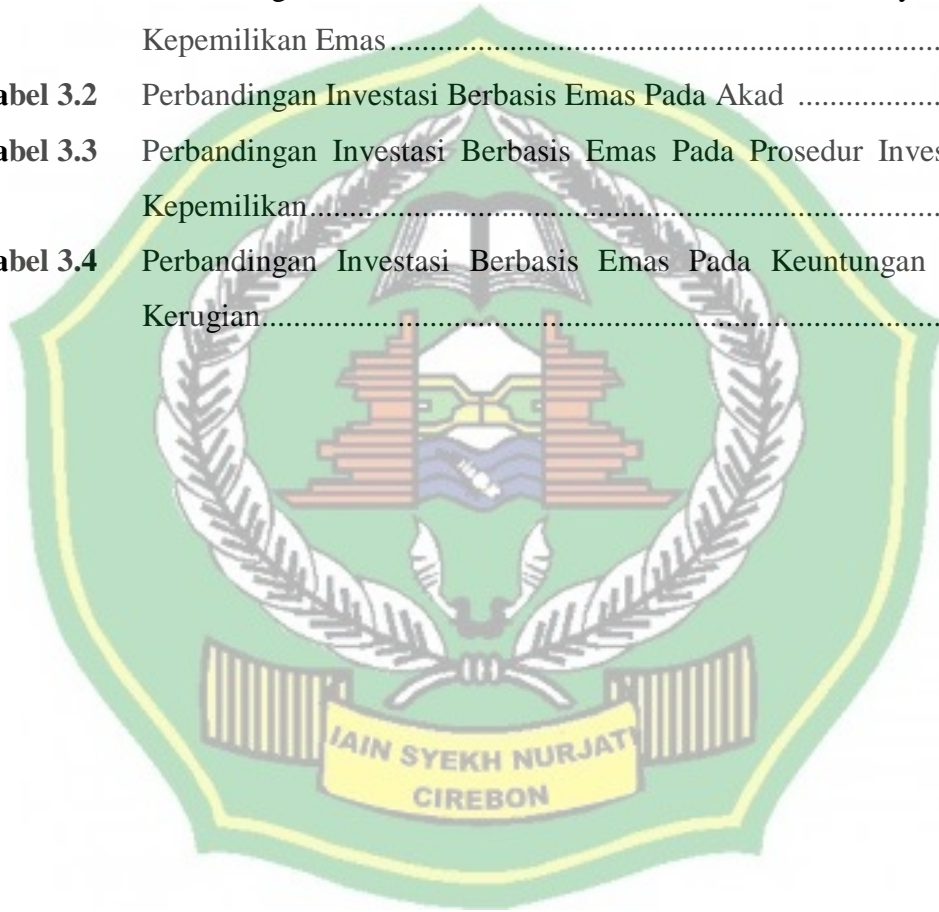 Kepemilikan Emas...............................................................................
abel 3.2 Perbandingan Investasi Berbasis Emas Pada Akad ..................
abel 3.3 Perbandingan Investasi Berbasis Emas Pada Prosedur Inves
Kepemilikan.........................................................................................
abel 3.4 Perbandingan Investasi Berbasis Emas Pada Keuntungan
Kerugian................................................................................................
IAIN SYEKH NURJATI
CIREBON